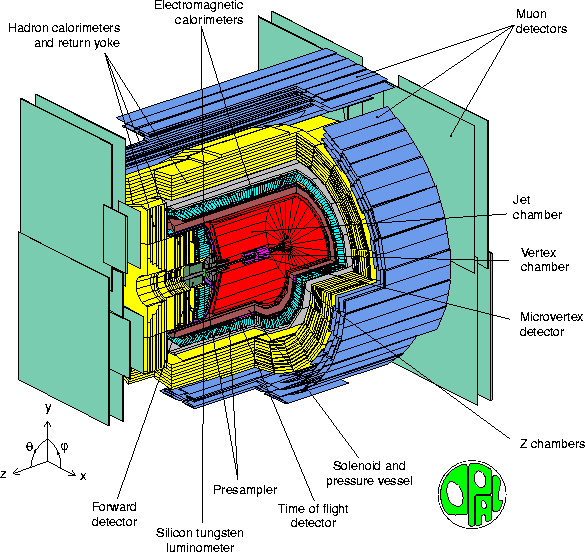 Electromagnetic
calorimeters
Hadron calorimeters
and return yoke
Muon
detectors
Jet
chamber
Vertex
chamber
Microvertex
detector
Z chambers
Solenoid and
pressure vessel
Time of flight
detector
Presampler
Silicon tungsten
luminometer
Forward
detector
y
θ
φ
z
x
OPAL